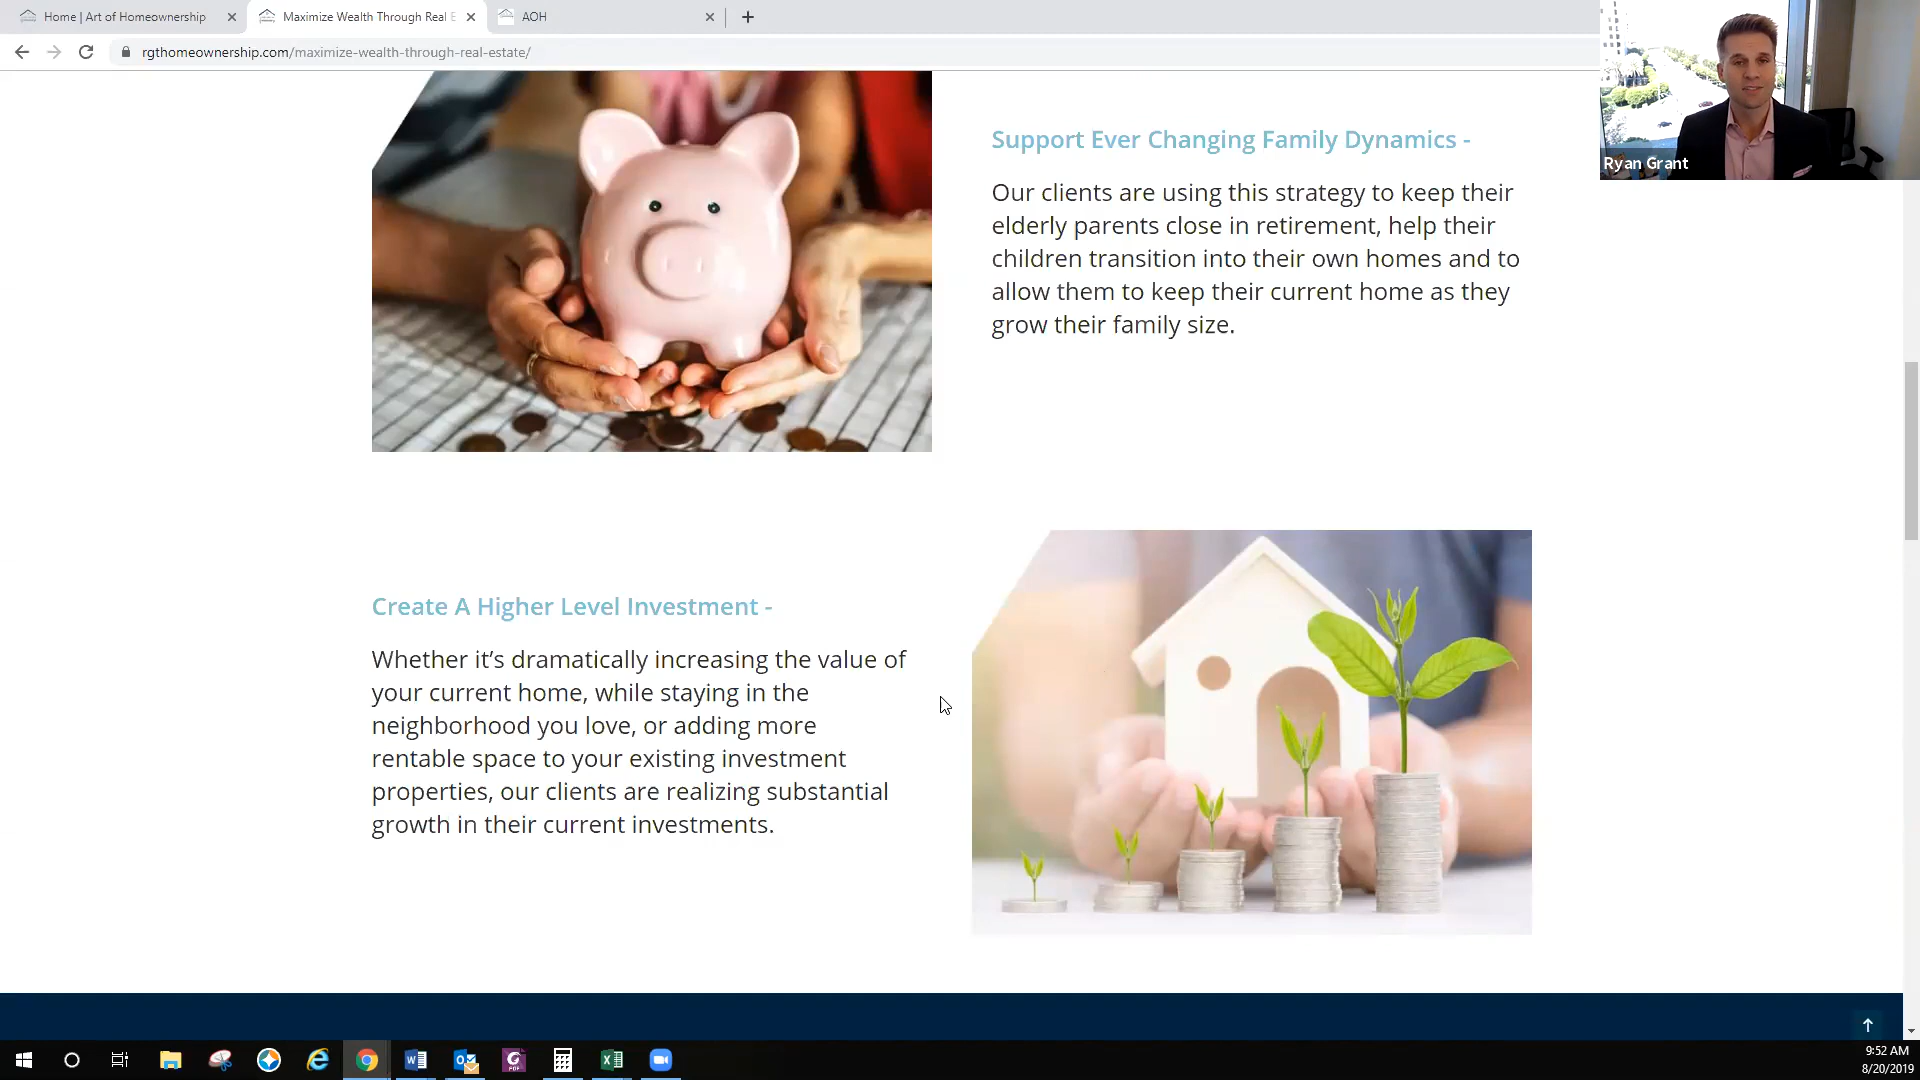 Home | Art of Homeownership
Maximize Wealth Through Real E
AOH
rgthomeownership.com/maximize-wealth-through-real-estate/
Ryan Grant
Support Ever Changing Family Dynamics -
Our clients are using this strategy to keep their
elderly parents close in retirement, help their
children transition into their own homes and to
allow them to keep their current home as they
grow their family size.
Create A Higher Level Investment -
Whether it’s dramatically increasing the value of
your current home, while staying in the
neighborhood you love, or adding more
rentable space to your existing investment
properties, our clients are realizing substantial
growth in their current investments.
9:52 AM
8/20/2019